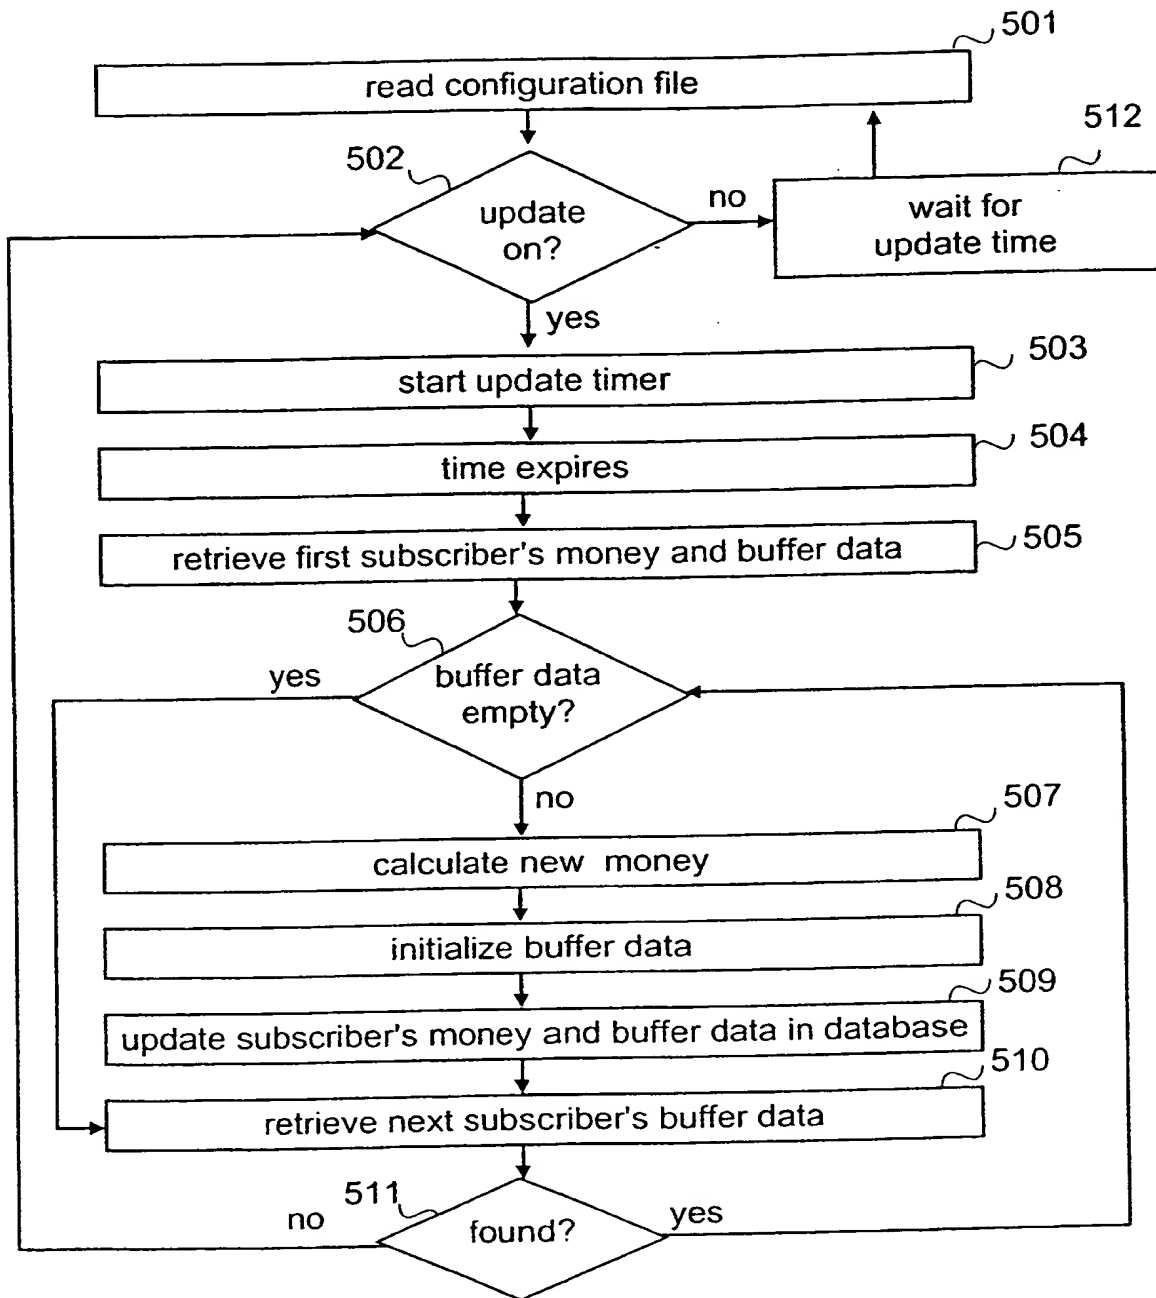 501
read configuration file
512
502
update
on?
no
wait for
update time
yes
503
start update timer
504
time expires
505
retrieve first subscriber's money and buffer data
506
yes
buffer data
empty?
no
507
calculate new money
508
initialize buffer data
509
update subscriber's money and buffer data in database
510
retrieve next subscriber's buffer data
511
no
found?
yes